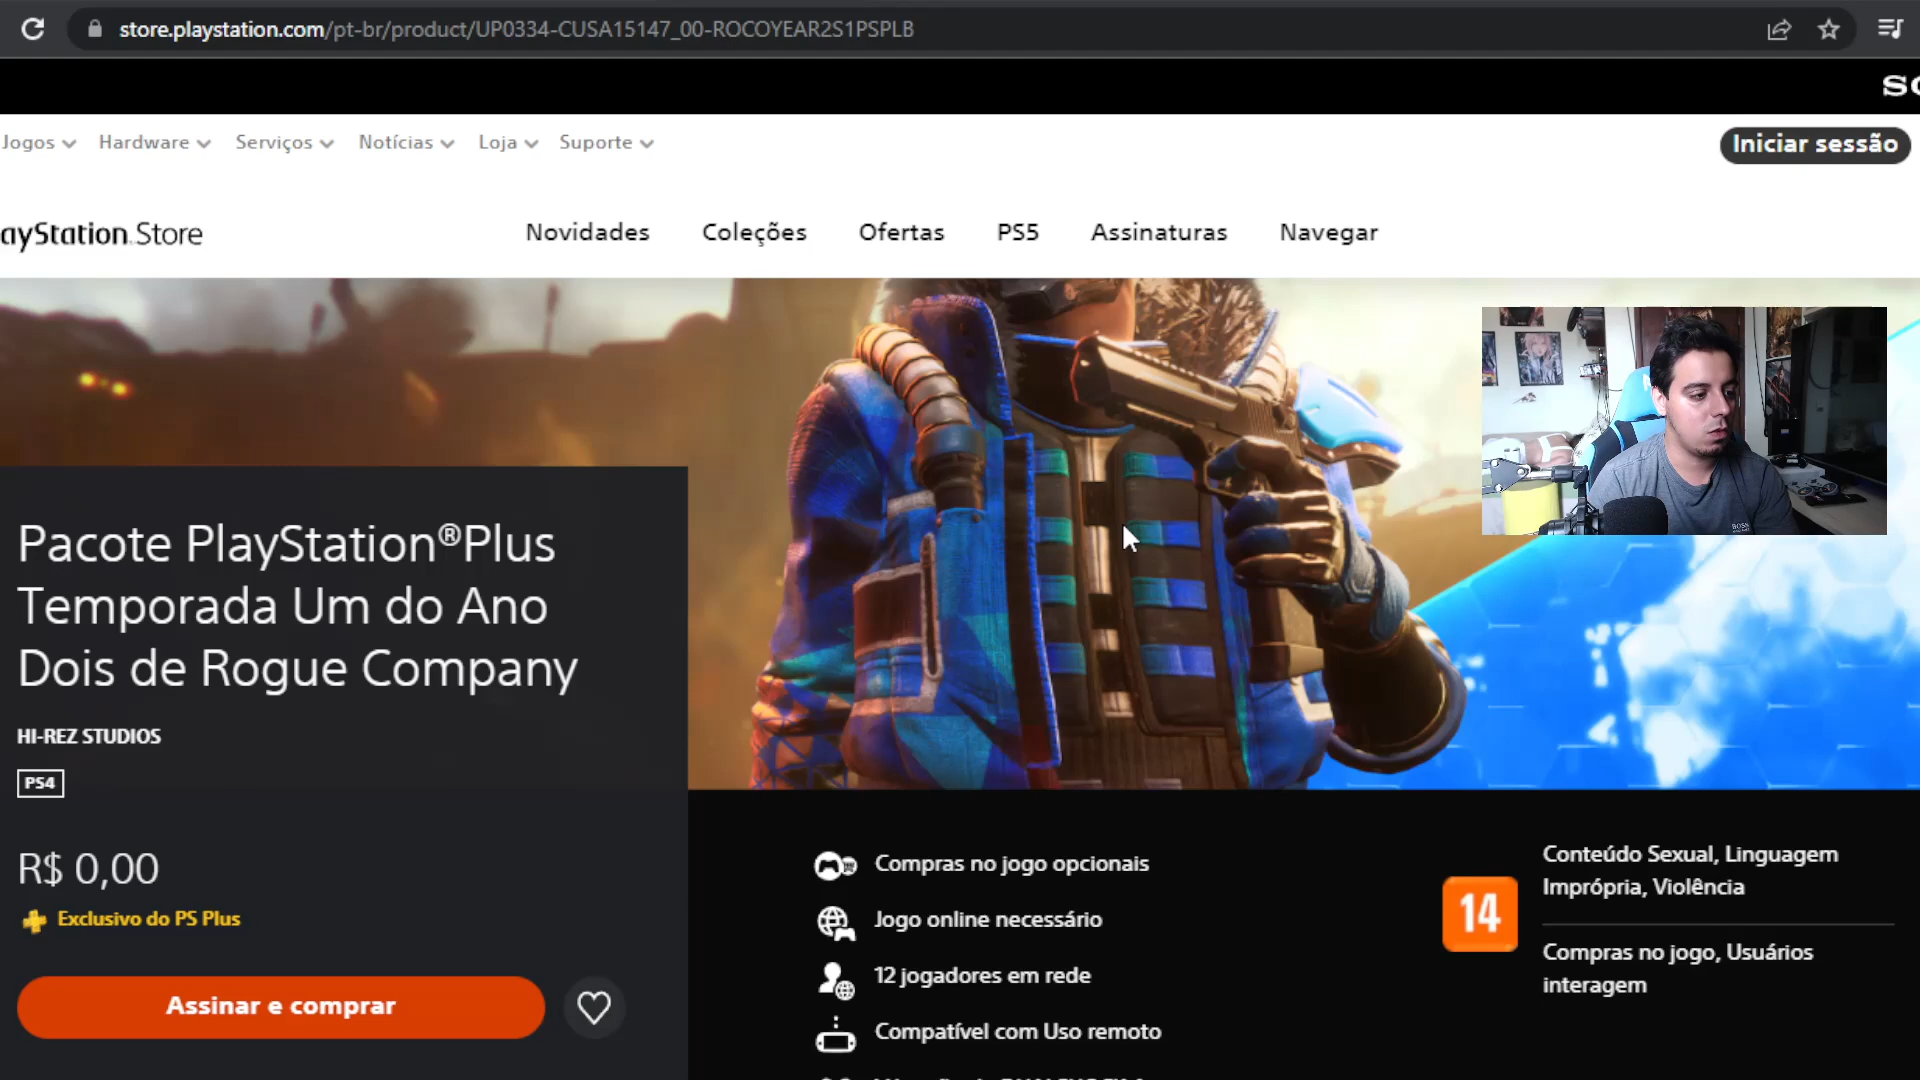 store.playstation.com/pt-br/product/UP0334-CUSA15147_00-ROCOYEAR2S1PSPLB
Jogos Hardware Serviços Notícias Loja Suporte
Iniciar sessão
ayStation Store
Novidades Coleções Ofertas PS5 Assinaturas Navegar
Pacote PlayStation®Plus
Temporada Um do Ano
Dois de Rogue Company
HI-REZ STUDIOS
PS4
R$ 0,00
Exclusivo do PS Plus
Assinar e comprar
Compras no jogo opcionais
Jogo online necessário
12 jogadores em rede
Compatível com Uso remoto
14
Conteúdo Sexual, Linguagem
Imprópria, Violência
Compras no jogo, Usuários
interagem
BOSS